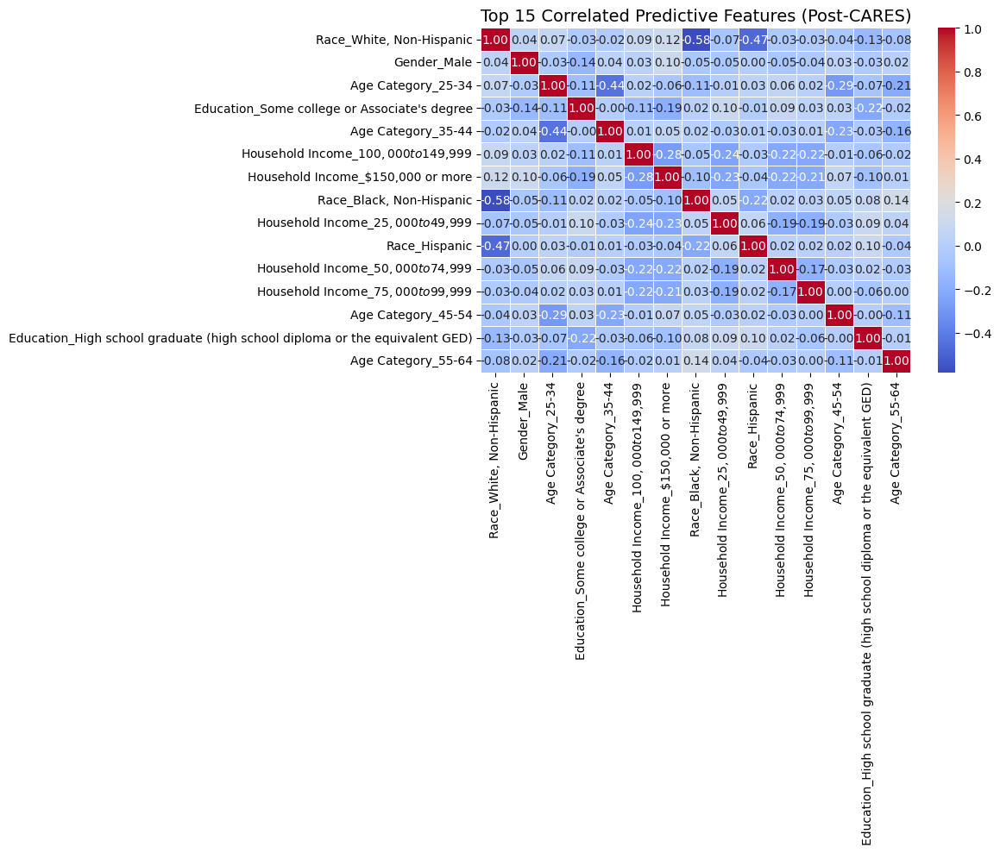 Top 15 Correlated Predictive Features (Post-CARES)
Race_White, Non-Hispanic 1.00 0.04 0.07 -0.03 -0.02 0.09 0.12 -0.58 -0.07 -0.47 -0.03 -0.03 -0.04 -0.13 -0.08
Gender_Male 0.04 1.00 -0.03 -0.14 0.04 0.03 0.10 -0.05 -0.05 0.00 -0.05 -0.04 0.03 -0.03 0.02
Age Category_25-34 0.07 -0.03 1.00 -0.11 -0.44 0.02 -0.06 -0.11 -0.01 0.03 0.06 0.02 -0.29 -0.07 -0.21
Education_Some college or Associate's degree -0.03 -0.14 -0.11 1.00 -0.00 -0.11 -0.19 0.02 0.10 -0.01 0.09 0.03 0.03 -0.22 -0.02
Age Category_35-44 -0.02 0.04 -0.44 -0.00 1.00 0.01 0.05 0.02 -0.03 0.01 -0.03 0.01 -0.23 -0.03 -0.16
Household Income_100,000to149,999 0.09 0.03 0.02 -0.11 0.01 1.00 -0.28 -0.05 -0.24 -0.03 -0.22 -0.22 -0.01 -0.06 -0.02
Household Income_$150,000 or more 0.12 0.10 -0.06 -0.19 0.05 -0.28 1.00 -0.10 -0.23 -0.04 -0.22 -0.21 0.07 -0.10 0.01
Race_Black, Non-Hispanic -0.58 -0.05 -0.11 0.02 0.02 -0.05 -0.10 1.00 0.05 -0.22 0.02 0.03 0.05 0.08 0.14
Household Income_25,000to49,999 -0.07 -0.05 -0.01 0.10 -0.03 -0.24 -0.23 0.05 1.00 0.06 -0.19 -0.19 -0.03 0.09 0.04
Race_Hispanic -0.47 0.00 0.03 -0.01 0.01 -0.03 -0.04 -0.22 0.06 1.00 0.02 0.02 0.02 0.10 -0.04
Household Income_50,000to74,999 -0.03 -0.05 0.06 0.09 -0.03 -0.22 -0.22 0.02 -0.19 0.02 1.00 -0.17 -0.03 0.02 -0.03
Household Income_75,000to99,999 -0.03 -0.04 0.02 0.03 0.01 -0.22 -0.21 0.03 -0.19 0.02 -0.17 1.00 0.00 -0.06 0.00
Age Category_45-54 -0.04 0.03 -0.29 0.03 -0.23 -0.01 0.07 0.05 -0.03 0.02 -0.03 0.00 1.00 -0.00 -0.11
Education_High school graduate (high school diploma or the equivalent GED) -0.13 -0.03 -0.07 -0.22 -0.03 -0.06 -0.10 0.08 0.09 0.10 0.02 -0.06 -0.00 1.00 -0.01
Age Category_55-64 -0.08 0.02 -0.21 -0.02 -0.16 -0.02 0.01 0.14 0.04 -0.04 -0.03 0.00 -0.11 -0.01 1.00
Race_White, Non-Hispanic
Gender_Male
Age Category_25-34
Education_Some college or Associate's degree
Age Category_35-44
Household Income_100,000to149,999
Household Income_$150,000 or more
Race_Black, Non-Hispanic
Household Income_25,000to49,999
Race_Hispanic
Household Income_50,000to74,999
Household Income_75,000to99,999
Age Category_45-54
Education_High school graduate (high school diploma or the equivalent GED)
Age Category_55-64
1.0
0.8
0.6
0.4
0.2
0.0
−0.2
−0.4